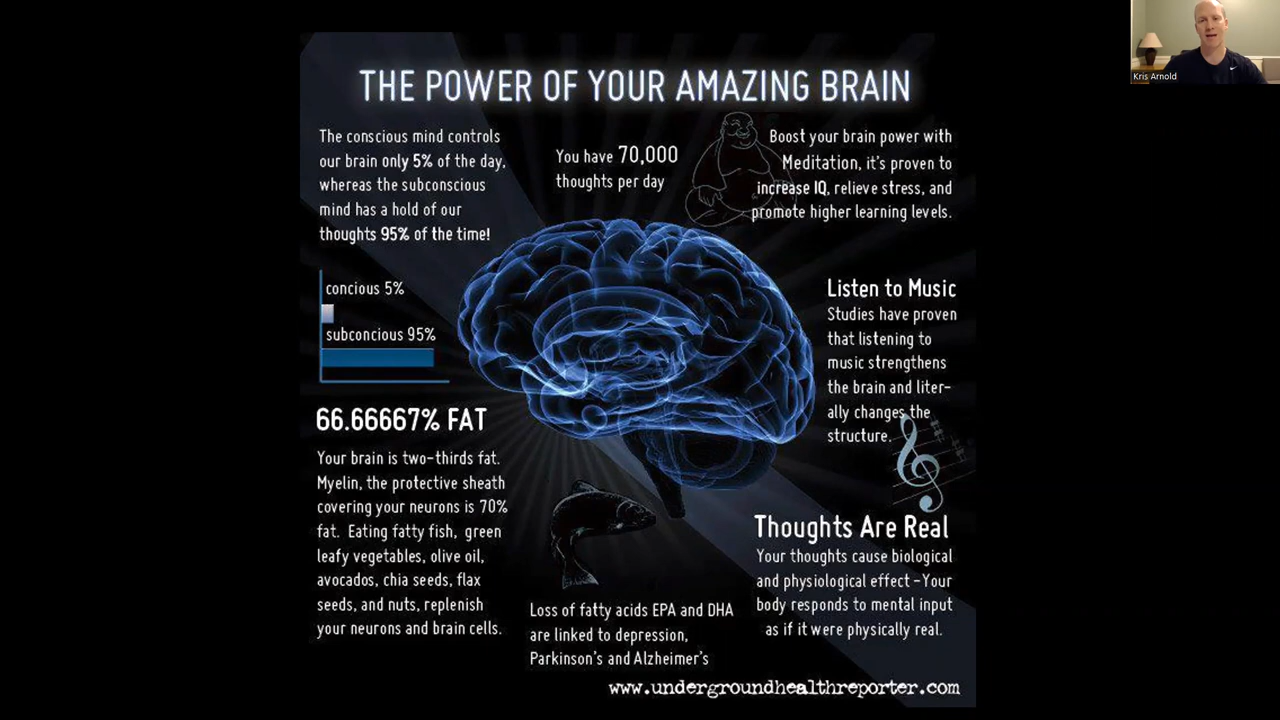 THE POWER OF YOUR AMAZING BRAIN
The conscious mind controls
our brain only 5% of the day,
whereas the subconscious
mind has a hold of our
thoughts 95% of the time!
You have 70,000
thoughts per day
Boost your brain power with
Meditation, it's proven to
increase IQ, relieve stress, and
promote higher learning levels.
concious 5%
subconcious 95%
Listen to Music
Studies have proven
that listening to
music strengthens
the brain and liter-
ally changes the
structure.
66.66667% FAT
Your brain is two-thirds fat.
Myelin, the protective sheath
covering your neurons is 70%
fat. Eating fatty fish, green
leafy vegetables, olive oil,
avocados, chia seeds, flax
seeds, and nuts, replenish
your neurons and brain cells.
Loss of fatty acids EPA and DHA
are linked to depression,
Parkinson's and Alzheimer's
Thoughts Are Real
Your thoughts cause biological
and physiological effect -Your
body responds to mental input
as if it were physically real.
www.undergroundhealthreporter.com
Kris Arnold